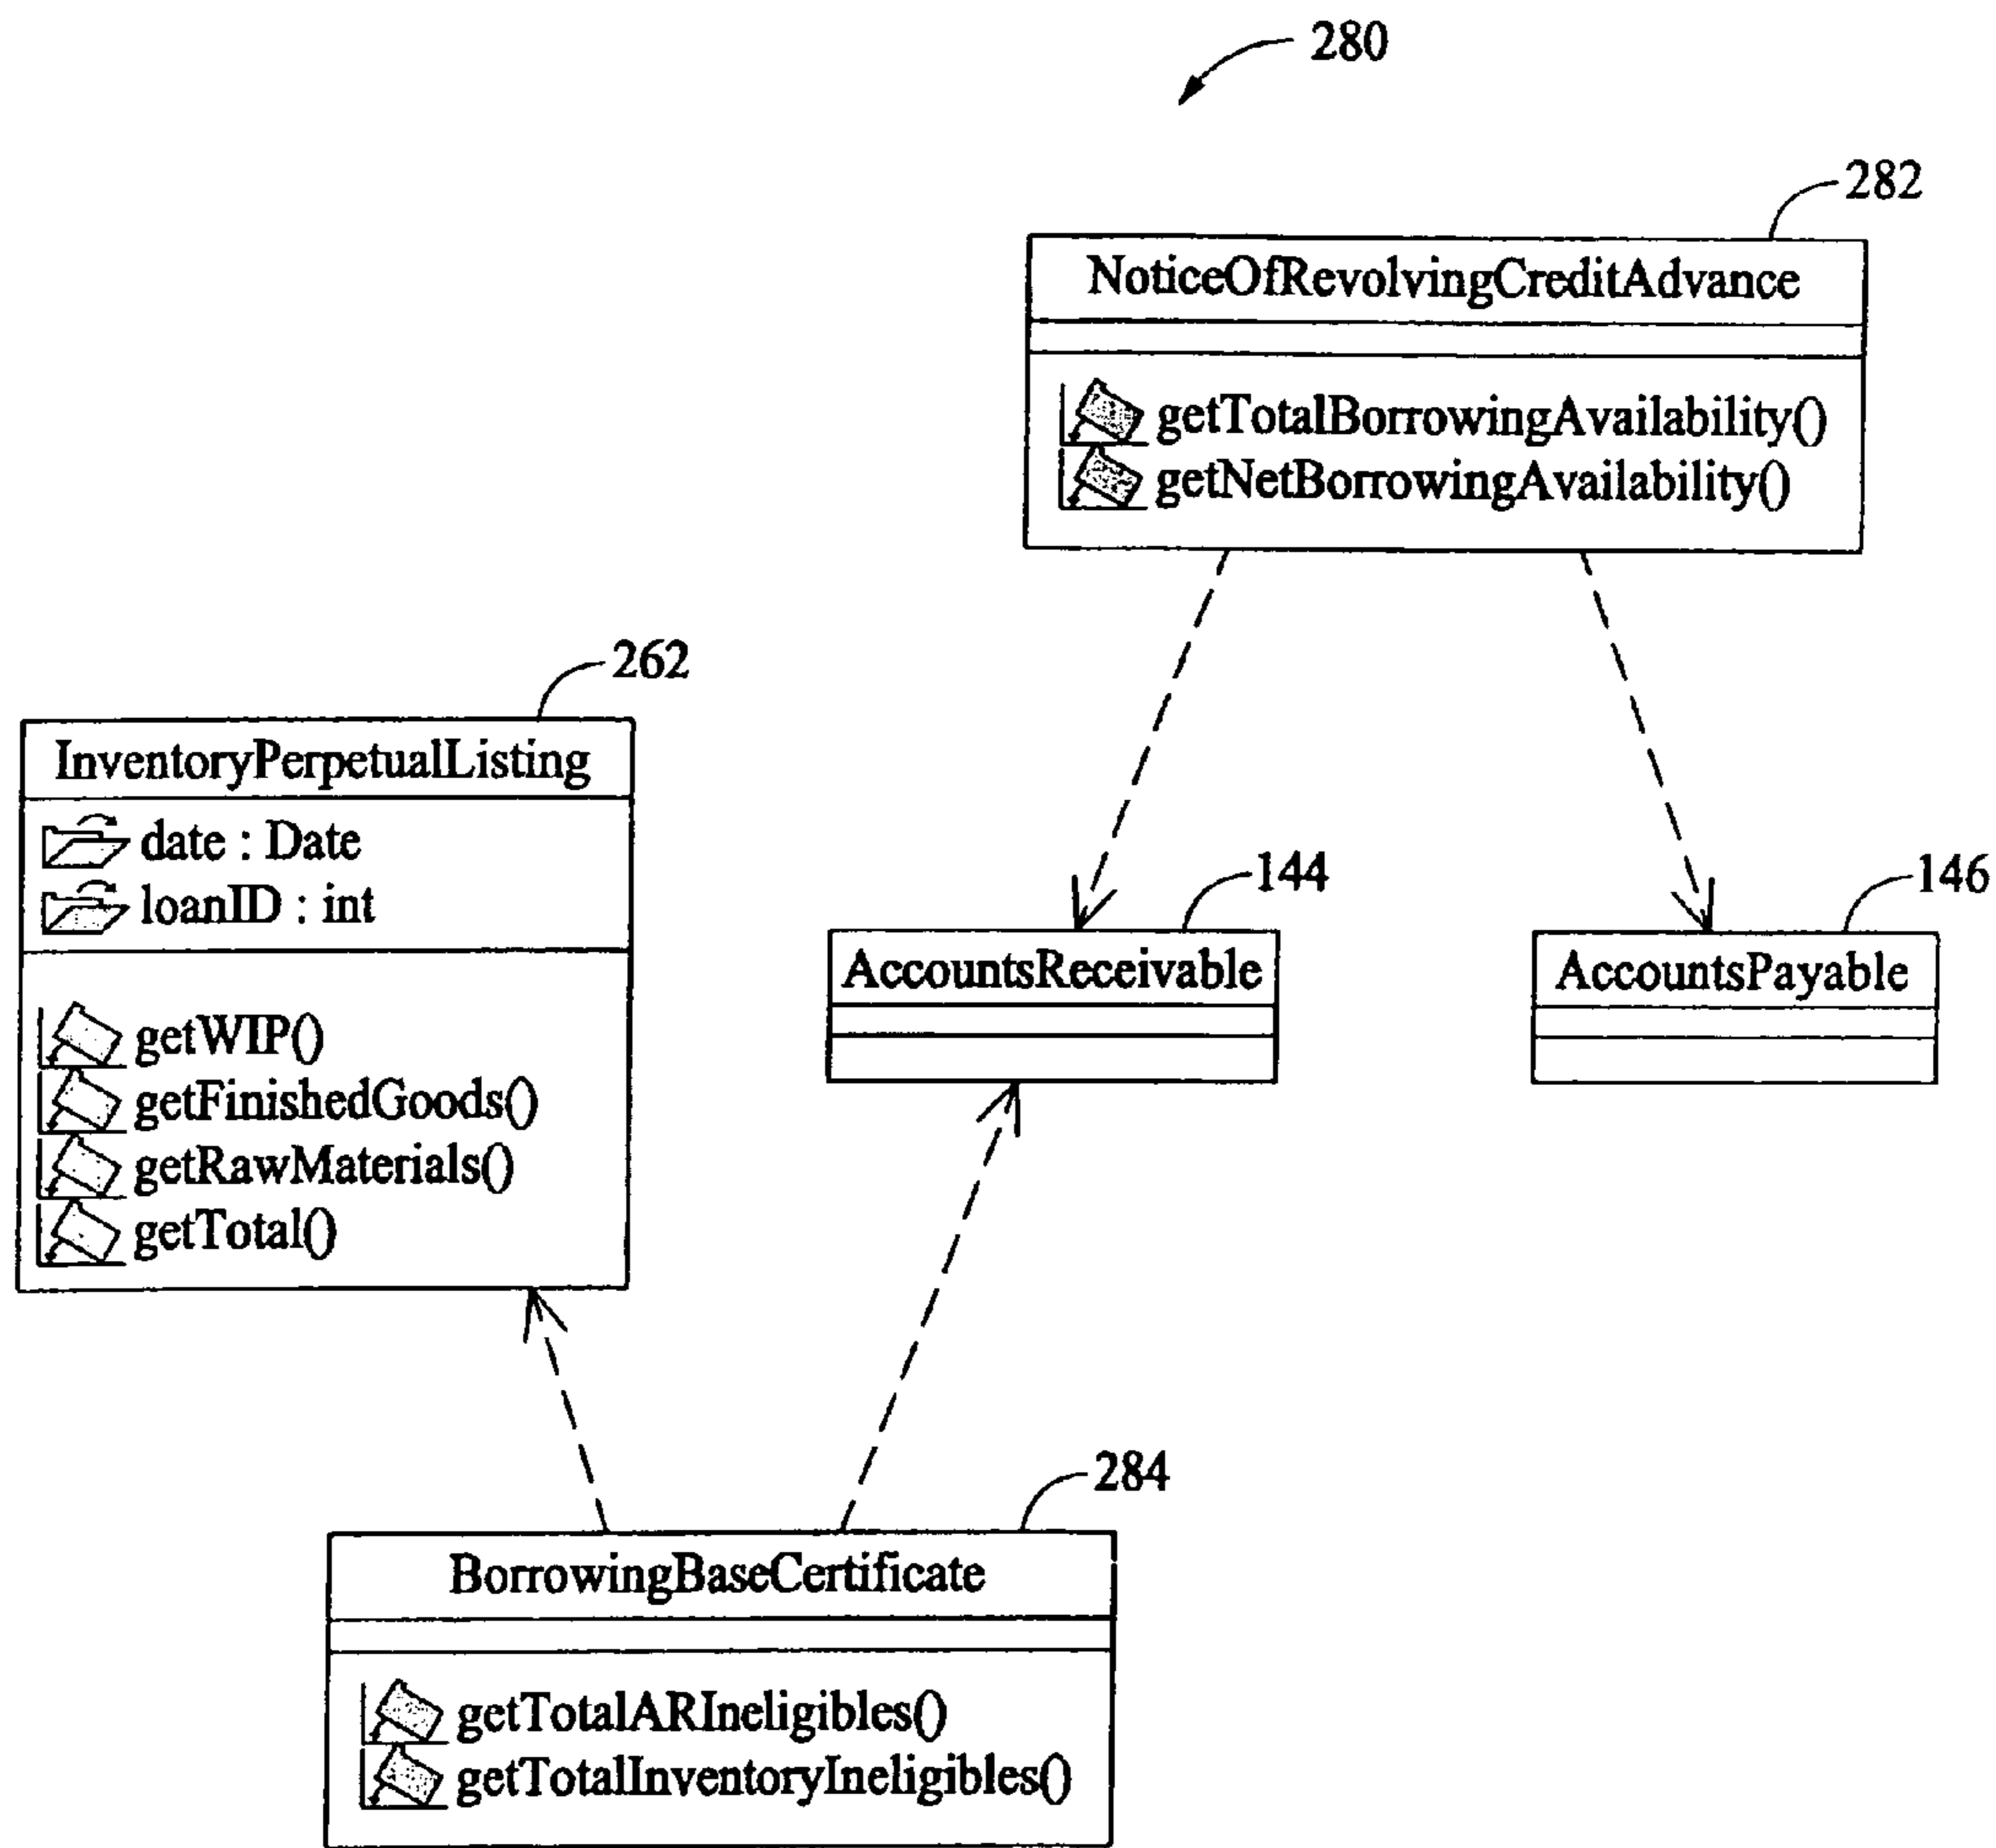 280
282
NoticeOfRevolvingCreditAdvance
getTotalBorrowingAvailability()
getNetBorrowingAvailability()
262
InventoryPerpetualListing
date : Date
loanID : int
getWIP()
getFinishedGoods()
getRawMaterials()
getTotal()
144
AccountsReceivable
146
AccountsPayable
284
BorrowingBaseCertificate
getTotalARIneligibles()
getTotalInventoryIneligibles()